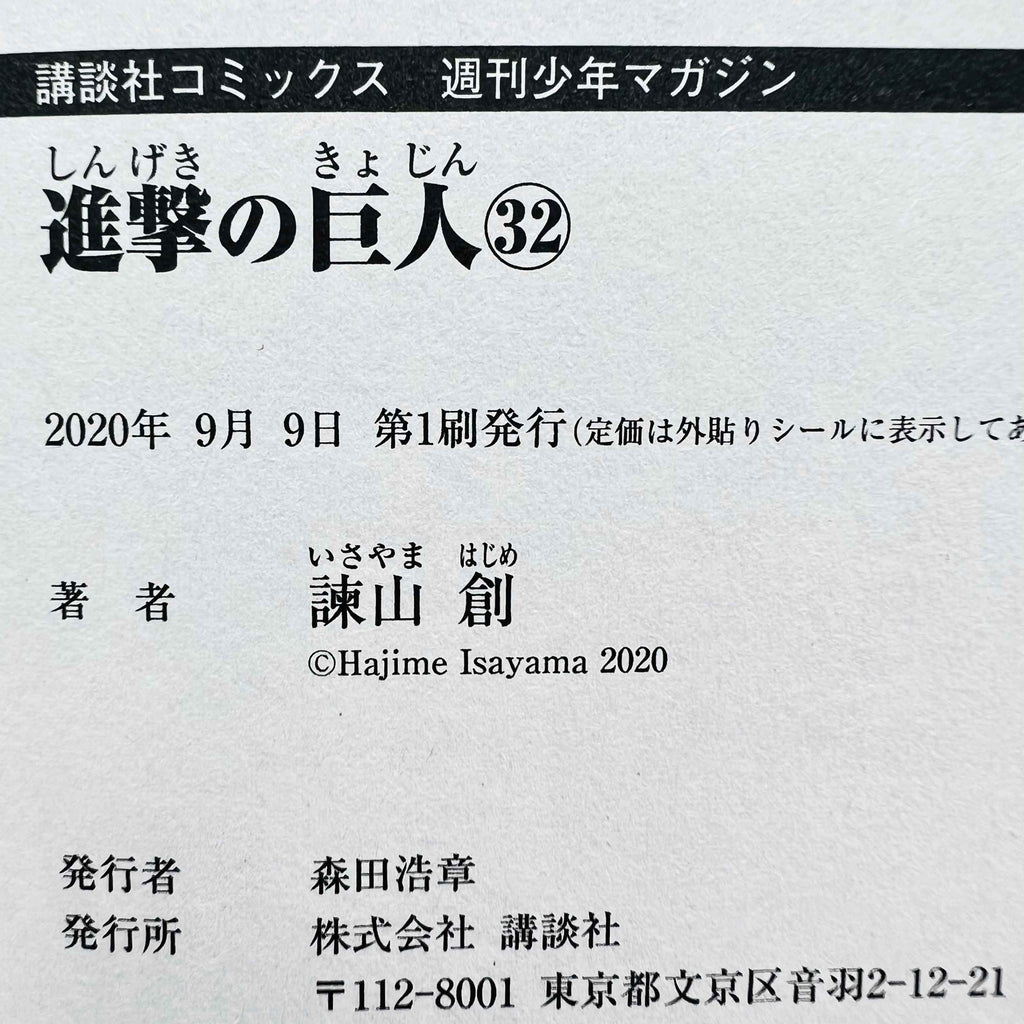 講談社コミックス　週刊少年マガジン
しんげき　きょじん
進撃の巨人㉜
2020年 9月 9日 第1刷発行(定価は外貼りシールに表示してあ
いさやま はじめ
著 者 諫山 創
©Hajime Isayama 2020
発行者 森田浩章
発行所 株式会社 講談社
〒112-8001 東京都文京区音羽2-12-21